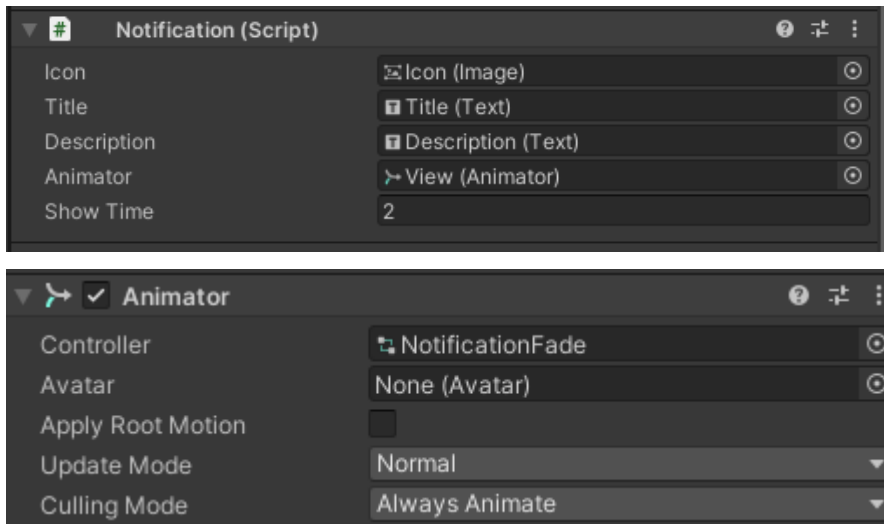 Notification (Script)
Icon Icon (Image)
Title Title (Text)
Description Description (Text)
Animator View (Animator)
Show Time 2
Animator
Controller NotificationFade
Avatar None (Avatar)
Apply Root Motion
Update Mode Normal
Culling Mode Always Animate